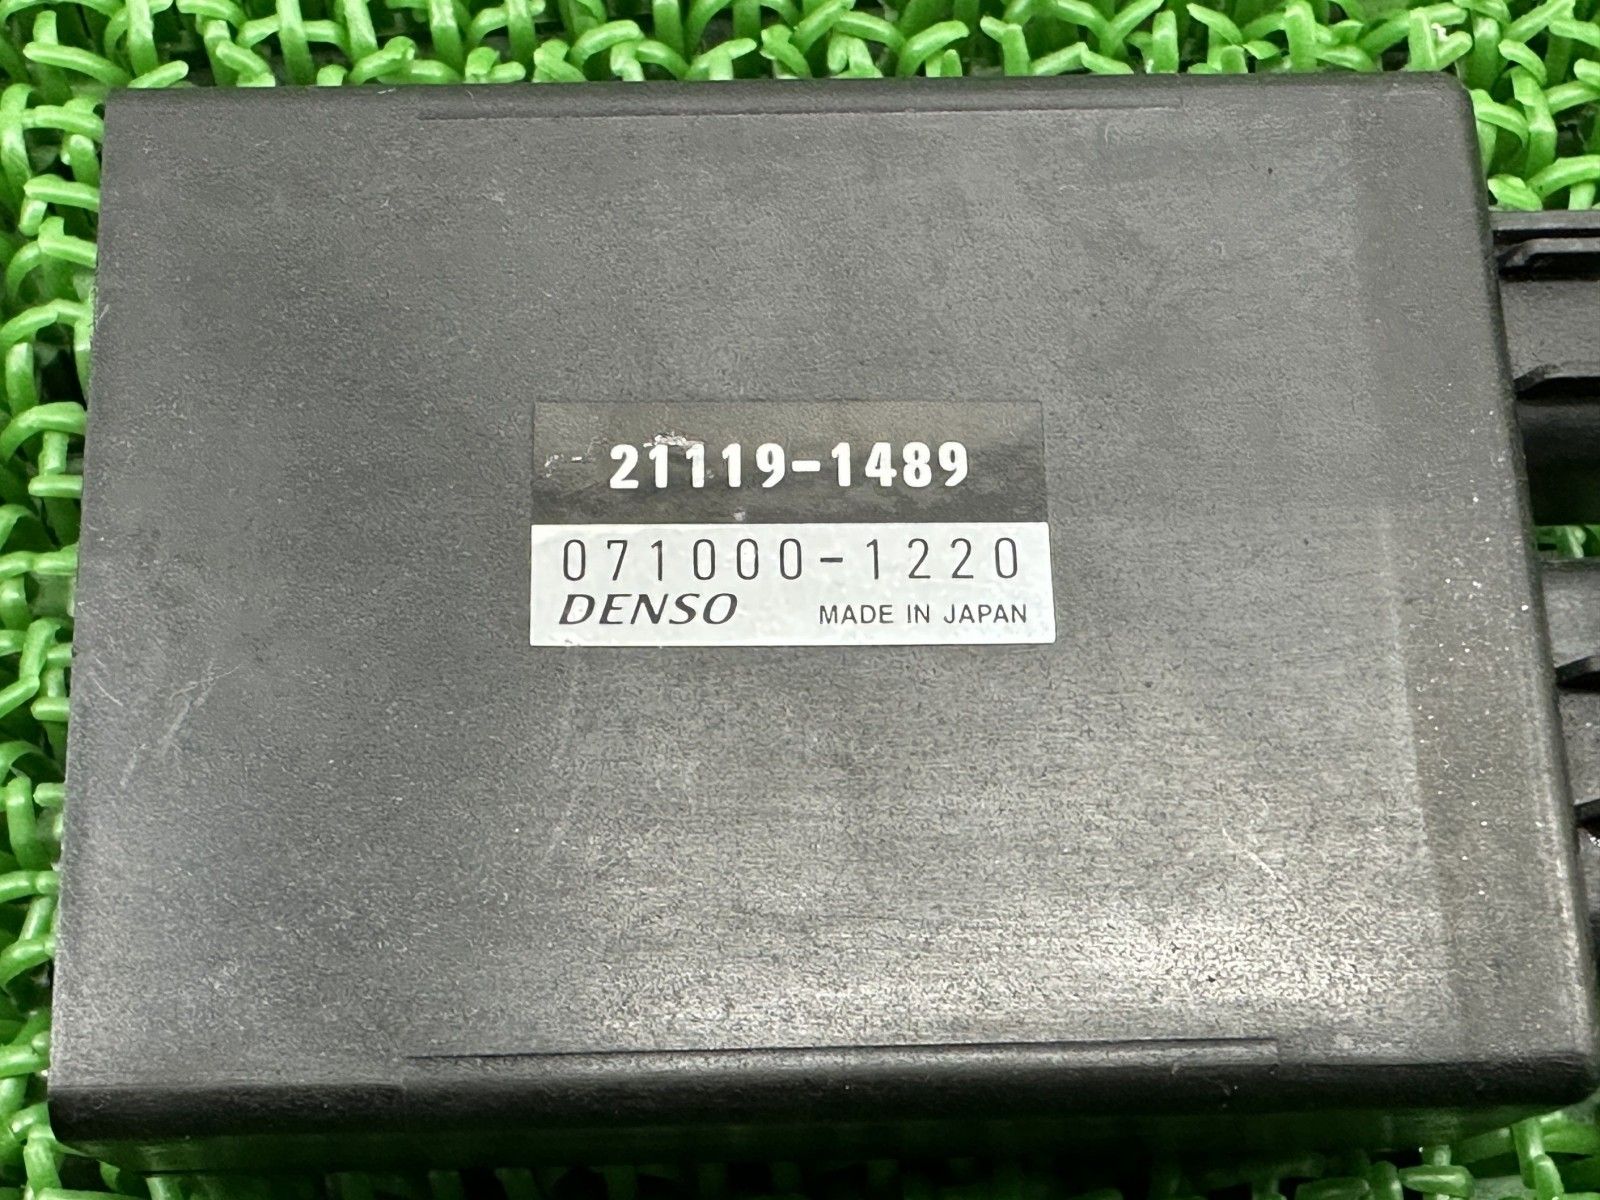 21119-1489
071000-1220
DENSO MADE IN JAPAN